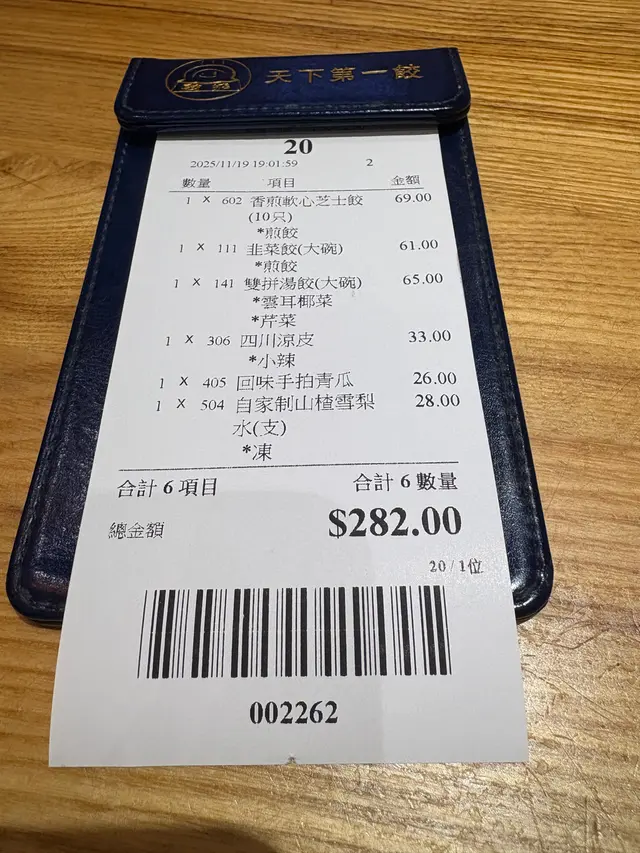 天下第一餃
20
2025/11/19 19:01:59 2
數量 項目 金額
1 X 602 香煎軟心芝士餃 69.00
(10只)
*煎餃
1 X 111 韭菜餃(大碗) 61.00
*煎餃
1 X 141 雙拼湯餃(大碗) 65.00
*雲耳椰菜
*芹菜
1 X 306 四川涼皮 33.00
*小辣
1 X 405 回味手拍青瓜 26.00
1 X 504 自家制山楂雪梨 28.00
水(支)
*凍
合計 6 項目 合計 6 數量
總金額 $282.00
20 / 1位
002262